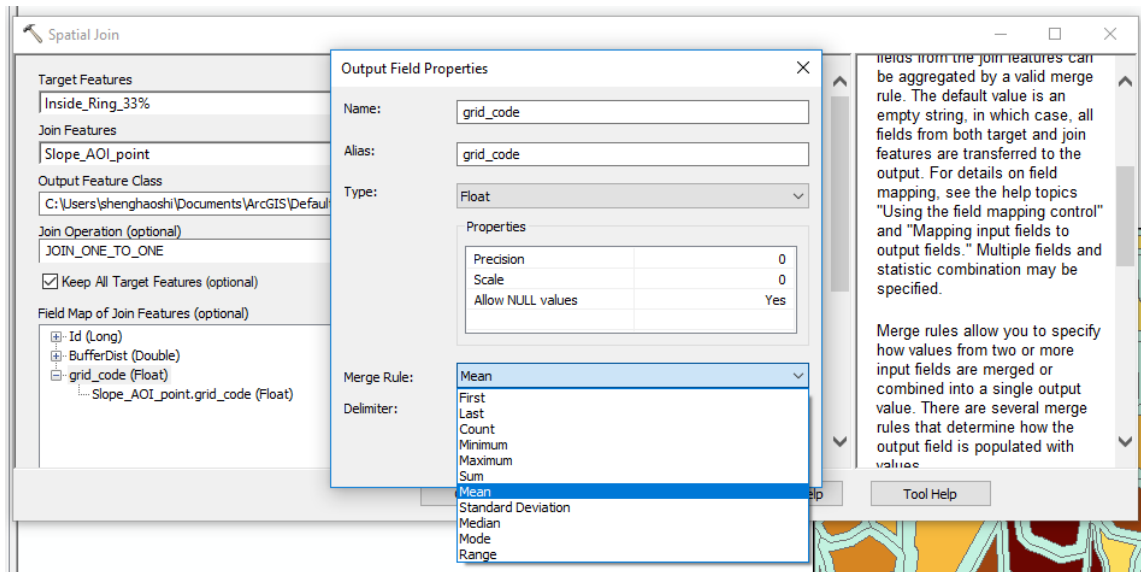 Spatial Join
Target Features
Inside_Ring_33%
Join Features
Slope_AOI_point
Output Feature Class
C:\Users\shenghaoshi\Documents\ArcGIS\Defaul
Join Operation (optional)
JOIN_ONE_TO_ONE
Keep All Target Features (optional)
Field Map of Join Features (optional)
Id (Long)
BufferDist (Double)
grid_code (Float)
Slope_AOI_point.grid_code (Float)
Output Field Properties
Name:
grid_code
Alias:
grid_code
Type:
Float
Properties
Precision 0
Scale 0
Allow NULL values Yes
Merge Rule:
Mean
Delimiter:
First
Last
Count
Minimum
Maximum
Sum
Mean
Standard Deviation
Median
Mode
Range
fields from the join features can
be aggregated by a valid merge
rule. The default value is an
empty string, in which case, all
fields from both target and join
features are transferred to the
output. For details on field
mapping, see the help topics
"Using the field mapping control"
and "Mapping input fields to
output fields." Multiple fields and
statistic combination may be
specified.
Merge rules allow you to specify
how values from two or more
input fields are merged or
combined into a single output
value. There are several merge
rules that determine how the
output field is populated with
values
Tool Help